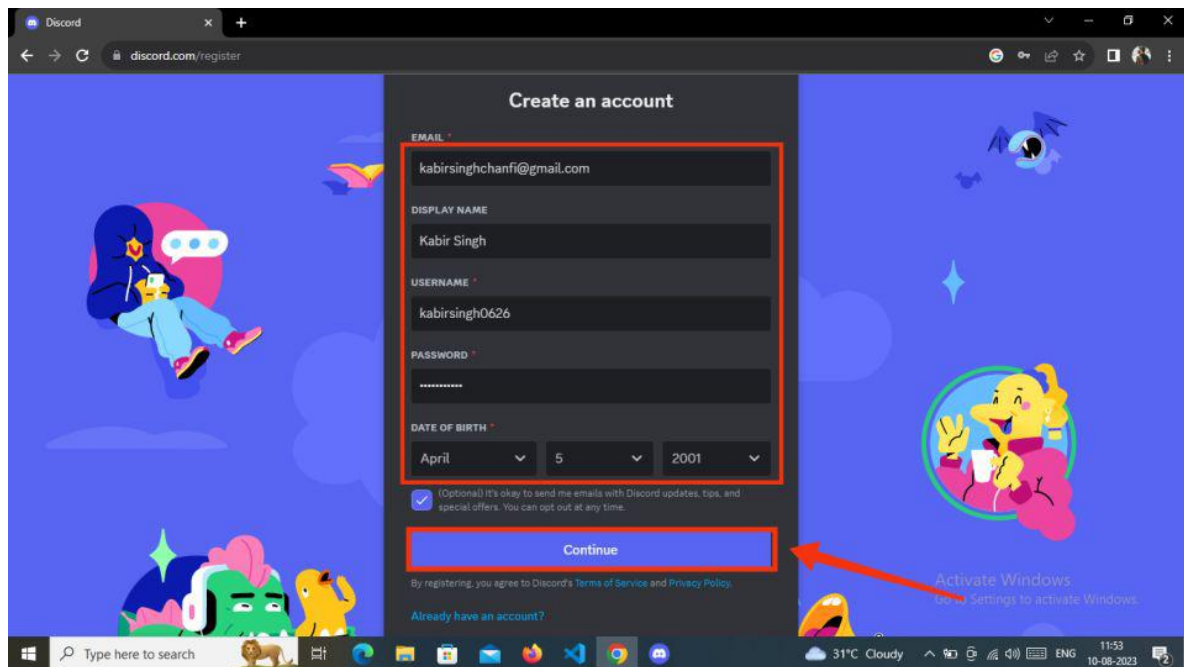 Discord
discord.com/register
Create an account
EMAIL *
kabirsinghchanfi@gmail.com
DISPLAY NAME
Kabir Singh
USERNAME *
kabirsingh0626
PASSWORD *
•••••••••••
DATE OF BIRTH *
April 5 2001
(Optional) It's okay to send me emails with Discord updates, tips, and
special offers. You can opt out at any time.
Continue
By registering, you agree to Discord's Terms of Service and Privacy Policy.
Already have an account?
Activate Windows
Go to Settings to activate Windows.
Type here to search
31°C Cloudy
ENG
11:53
10-08-2023
2